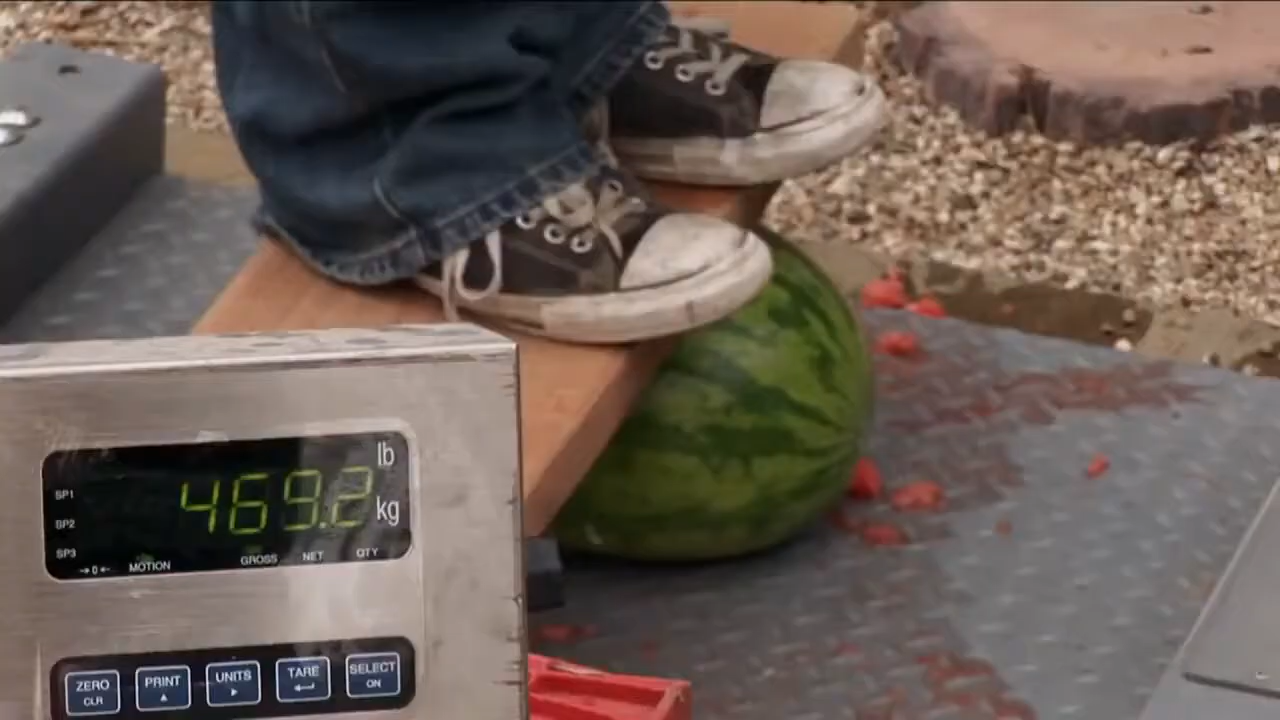 lb
469.2
kg
SP1
SP2
SP3
→0← MOTION GROSS NET QTY
ZERO CLR
PRINT ▲
UNITS ▶
TARE
SELECT ON